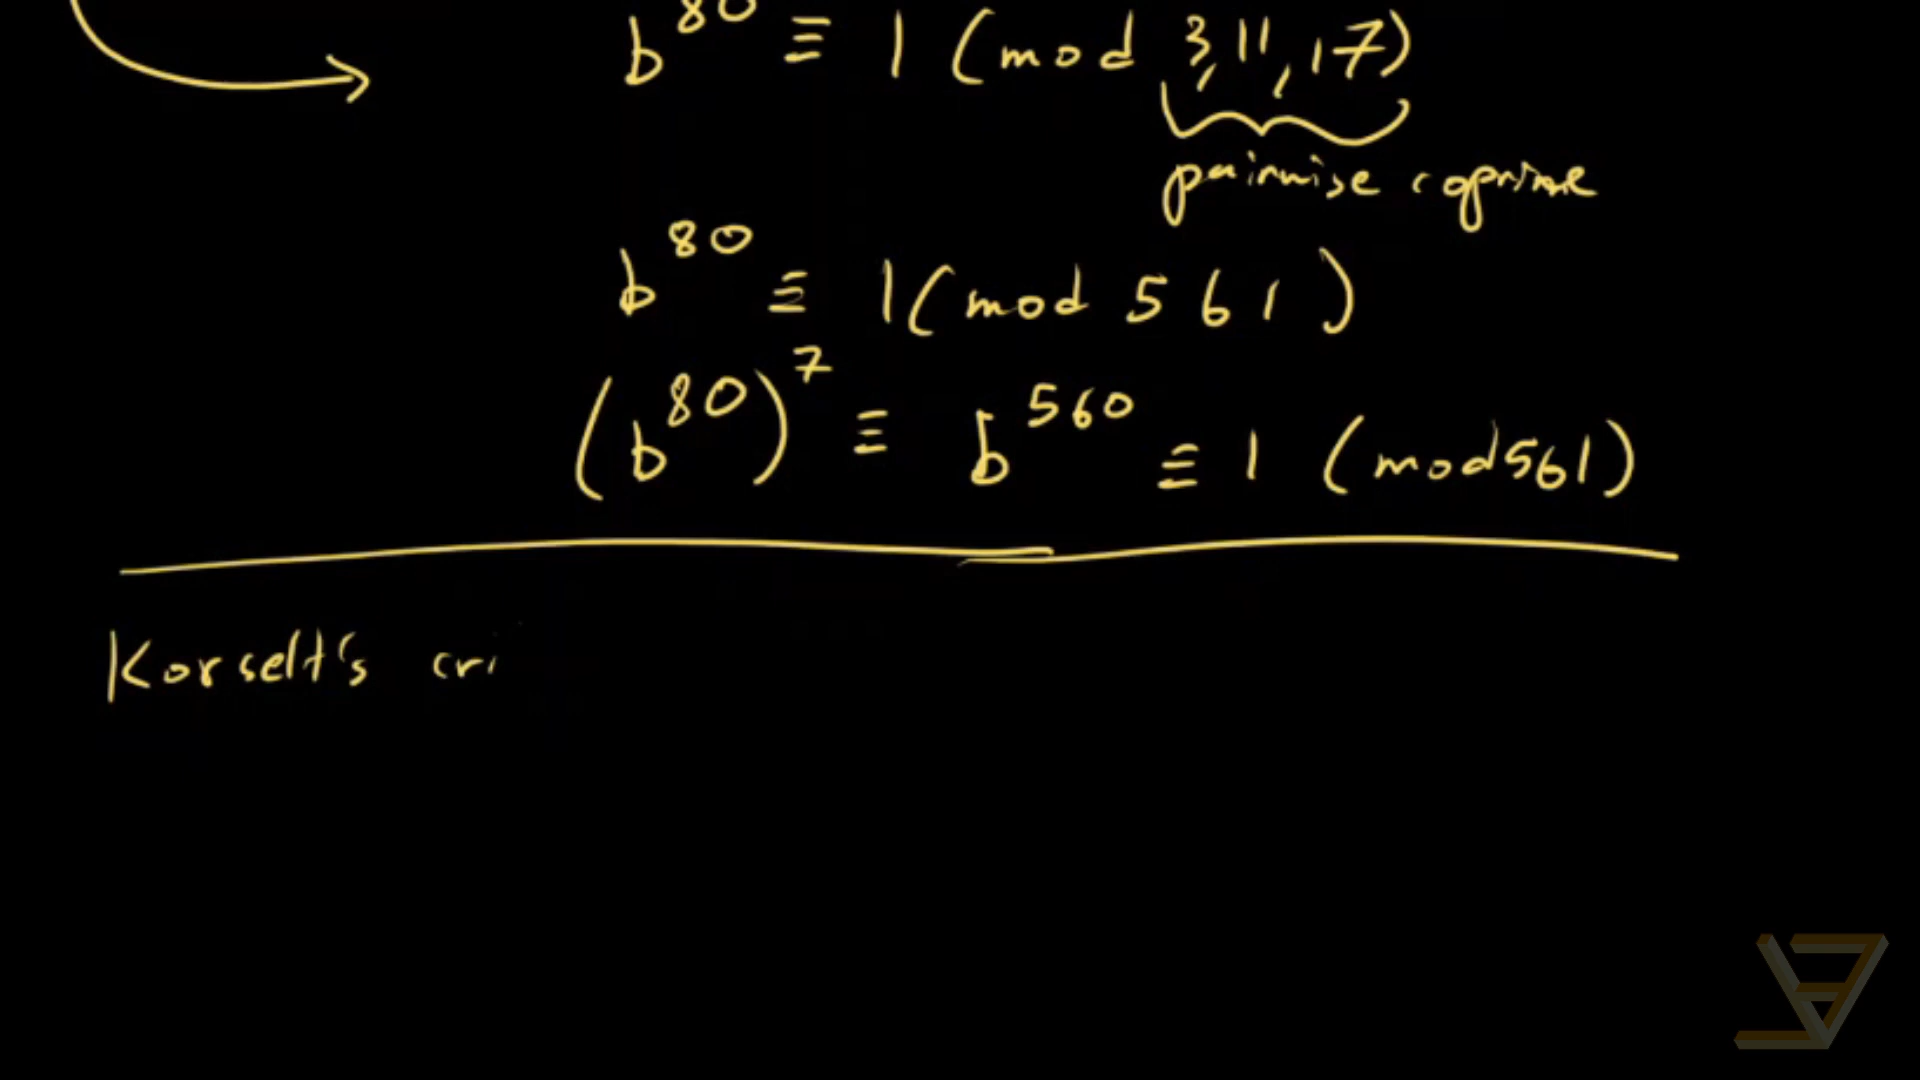 b^80 ≡ 1 (mod 3,11,17)
pairwise coprime
b^80 ≡ 1 (mod 561)
(b^80)^7 ≡ b^560 ≡ 1 (mod 561)
Korselt's cri